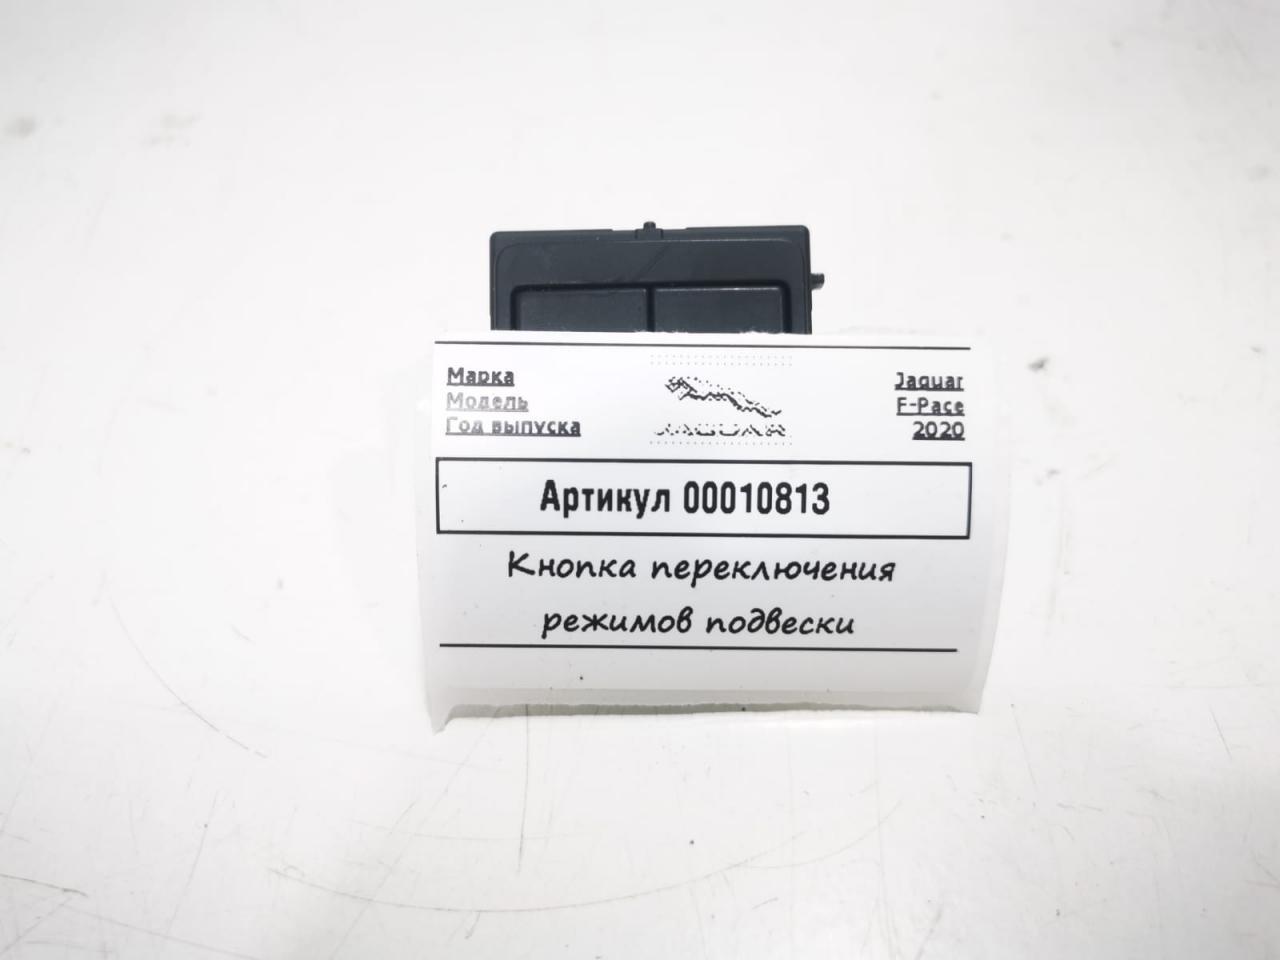 Марка Jaguar
Модель F-Pace
Год выпуска 2020
JAGUAR
Артикул 00010813
Кнопка переключения
режимов подвески